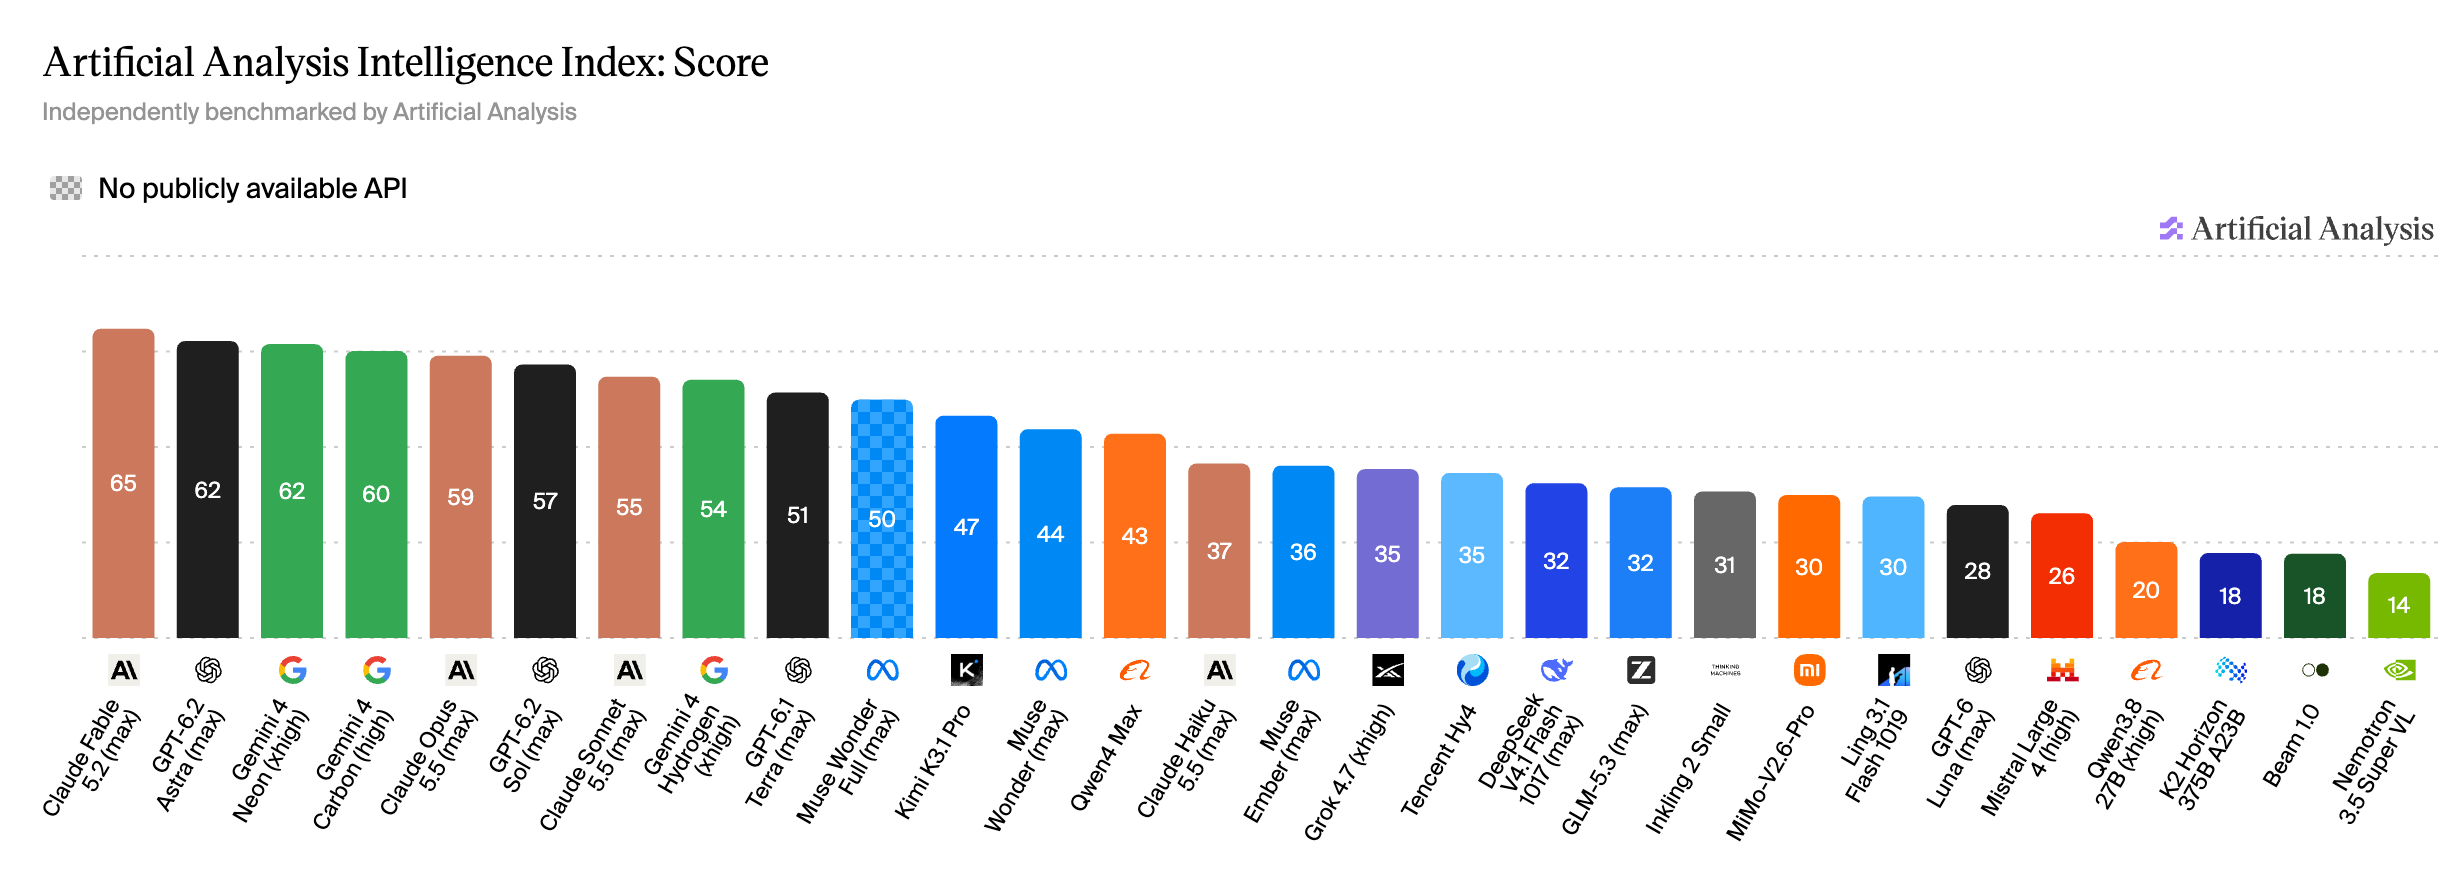 Artificial Analysis Intelligence Index: Score
Independently benchmarked by Artificial Analysis
No publicly available API
Artificial Analysis
65
62
62
60
59
57
55
54
51
50
47
44
43
37
36
35
35
32
32
31
30
30
28
26
20
18
18
14
THINKING
MACHINES
Claude Fable
5.2 (max)
GPT-6.2
Astra (max)
Gemini 4
Neon (xhigh)
Gemini 4
Carbon (high)
Claude Opus
5.5 (max)
GPT-6.2
Sol (max)
Claude Sonnet
5.5 (max)
Gemini 4
Hydrogen
(xhigh)
GPT-6.1
Terra (max)
Muse Wonder
Full (max)
Kimi K3.1 Pro
Muse
Wonder (max)
Qwen4 Max
Claude Haiku
5.5 (max)
Muse
Ember (max)
Grok 4.7 (xhigh)
Tencent Hy4
DeepSeek
V4.1 Flash
1017 (max)
GLM-5.3 (max)
Inkling 2 Small
MiMo-V2.6-Pro
Ling 3.1
Flash 1019
GPT-6
Luna (max)
Mistral Large
4 (high)
Qwen3.8
27B (xhigh)
K2 Horizon
375B A23B
Beam 1.0
Nemotron
3.5 Super VL